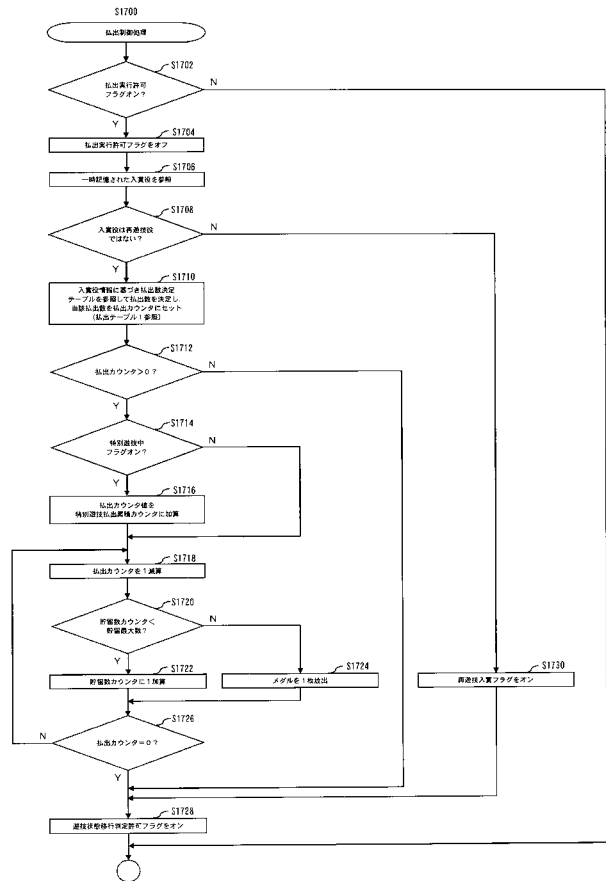 S1700
払出制御処理
S1702
払出実行許可
フラグオン?
N
Y
S1704
払出実行許可フラグをオフ
S1706
一時記憶された入賞役を参照
S1708
入賞役は再遊技役
ではない?
N
Y
S1710
入賞役情報に基づき払出数決定
テーブルを参照して払出数を決定し、
当該払出数を払出カウンタにセット
(払出テーブル1参照)
S1712
払出カウンタ>0?
N
Y
S1714
特別遊技中
フラグオン?
N
Y
S1716
払出カウンタ値を
特別遊技払出累積カウンタに加算
S1718
払出カウンタを1減算
S1720
貯留数カウンタ<
貯留最大数?
N
Y
S1722
貯留数カウンタに1加算
S1724
メダルを1枚放出
S1730
再遊技入賞フラグをオン
S1726
払出カウンタ=0?
N
Y
S1728
遊技状態移行判定許可フラグをオン